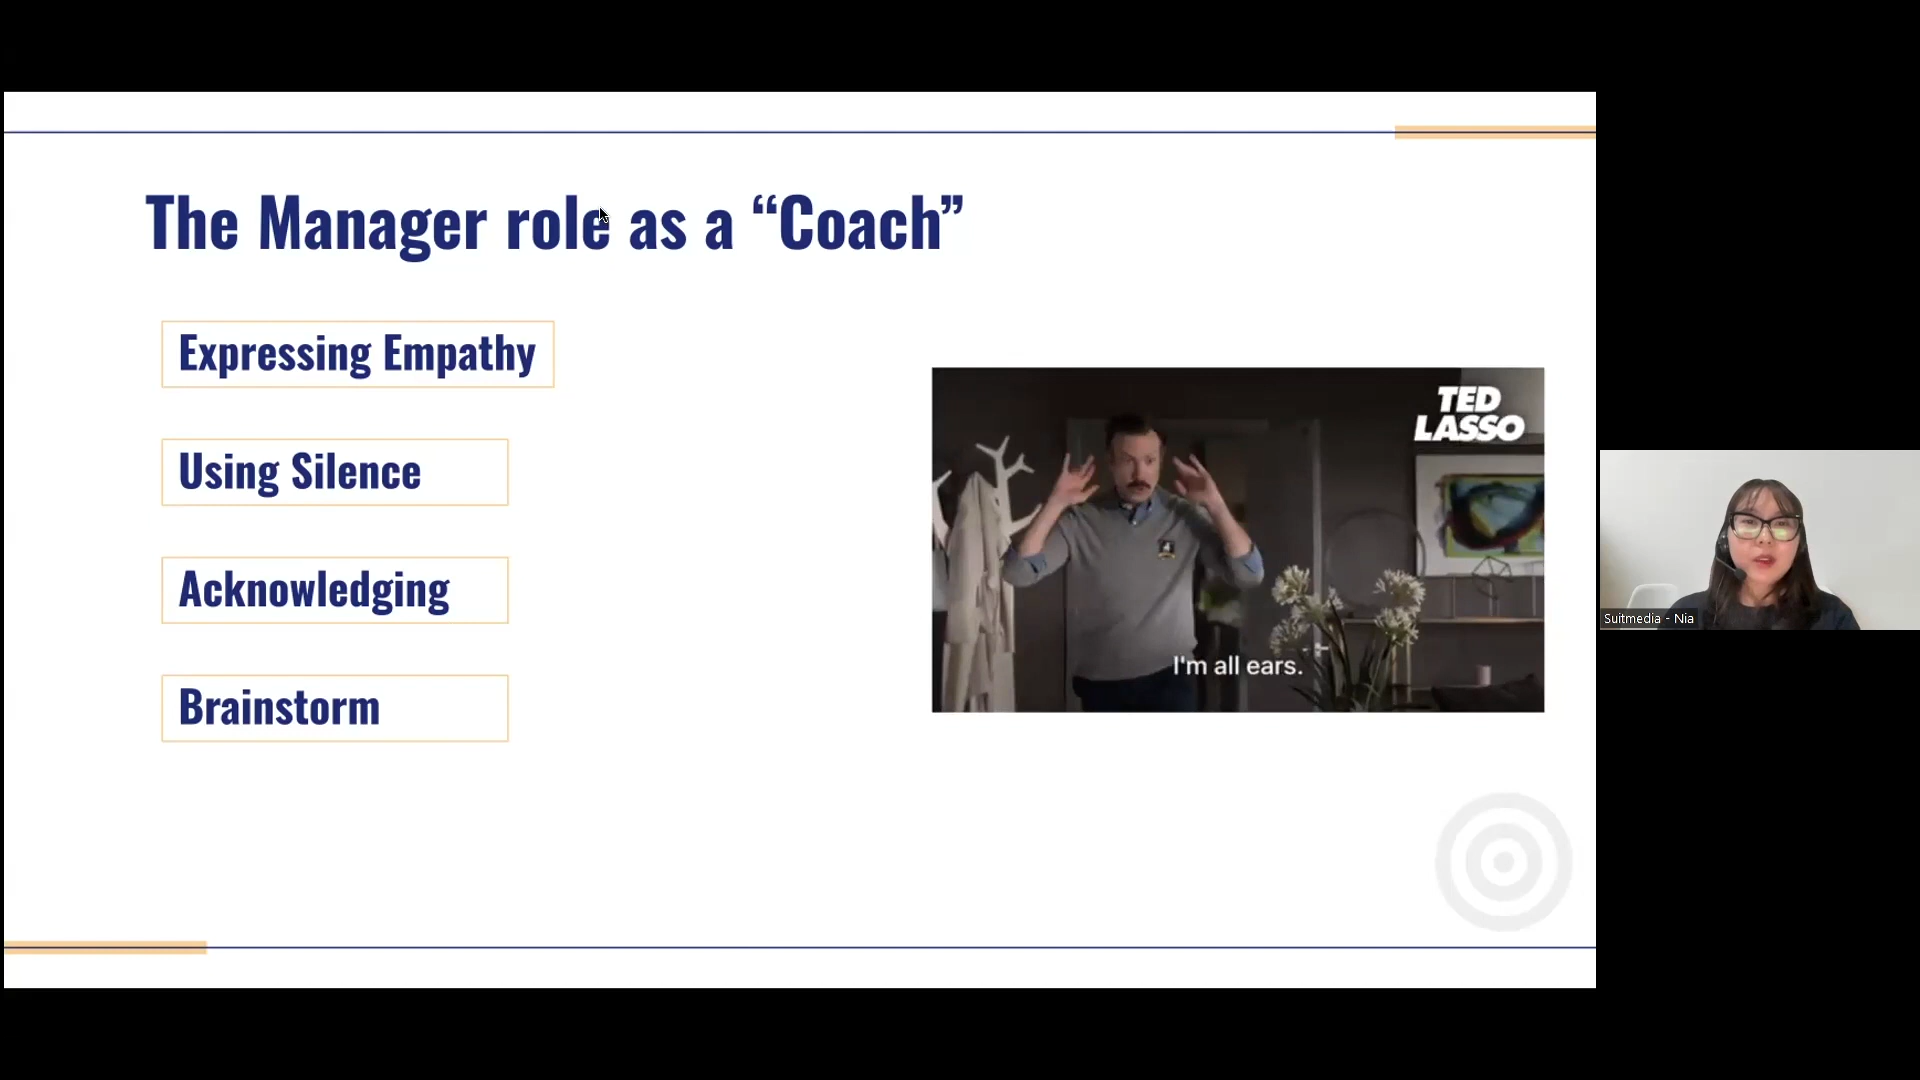 The Manager role as a “Coach”
Expressing Empathy
Using Silence
Acknowledging
Brainstorm
TED
LASSO
I'm all ears.
Suitmedia - Nia